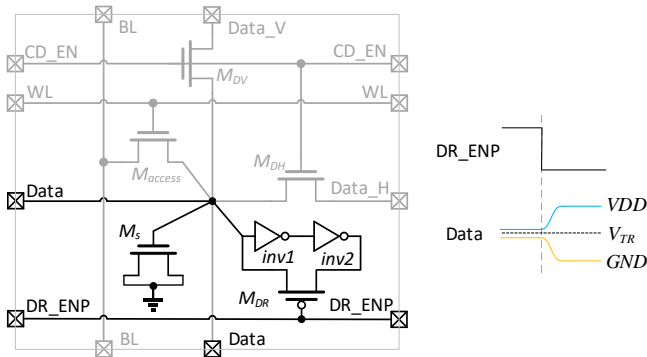 BL
Data_V
CD_EN
CD_EN
M_DV
WL
WL
M_access
M_DH
Data
Data_H
M_s
inv1
inv2
M_DR
DR_ENP
DR_ENP
BL
Data
DR_ENP
Data
VDD
V_TR
GND